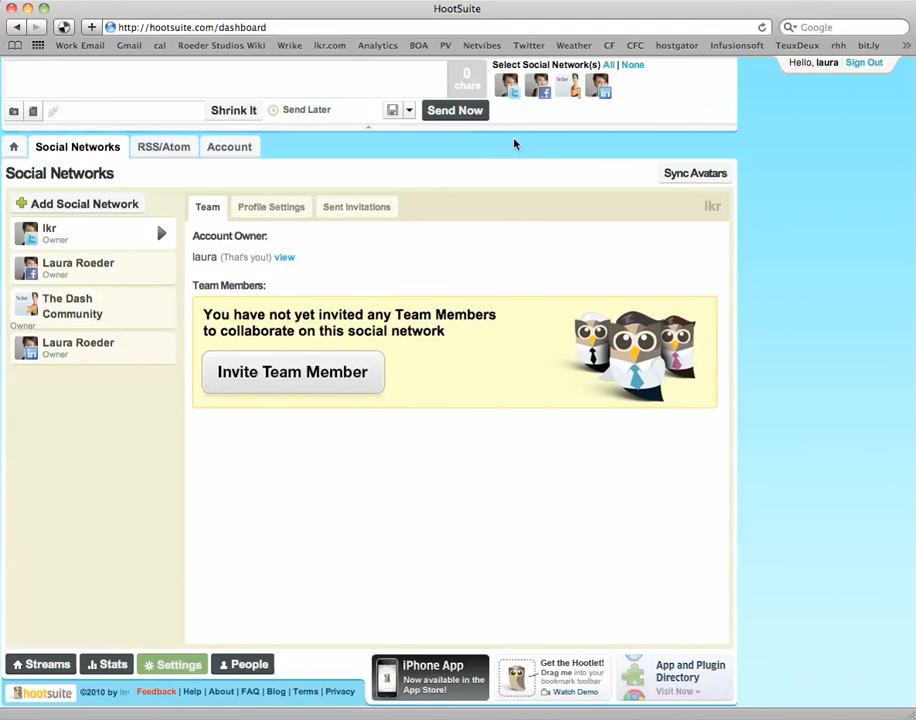 HootSuite
http://hootsuite.com/dashboard
Google
Work Email Gmail cal Roeder Studios Wiki Wrike lkr.com Analytics BOA PV Netvibes Twitter Weather CF CFC hostgator Infusionsoft TeuxDeux rhh bit.ly
Hello, laura Sign Out
0
chars
Select Social Network(s) All | None
Shrink It Send Later Send Now
Social Networks RSS/Atom Account
Social Networks
Sync Avatars
Add Social Network
lkr
Owner
Laura Roeder
Owner
The Dash
Community
Owner
Laura Roeder
Owner
Team Profile Settings Sent Invitations
lkr
Account Owner:
laura (That's you!) view
Team Members:
You have not yet invited any Team Members
to collaborate on this social network
Invite Team Member
Streams Stats Settings People
hootsuite ©2010 by Feedback | Help | About | FAQ | Blog | Terms | Privacy
iPhone App
Now available in the
App Store!
Get the Hootlet!
Drag me into your
bookmark toolbar
Watch Demo
App and Plugin
Directory
Visit Now »